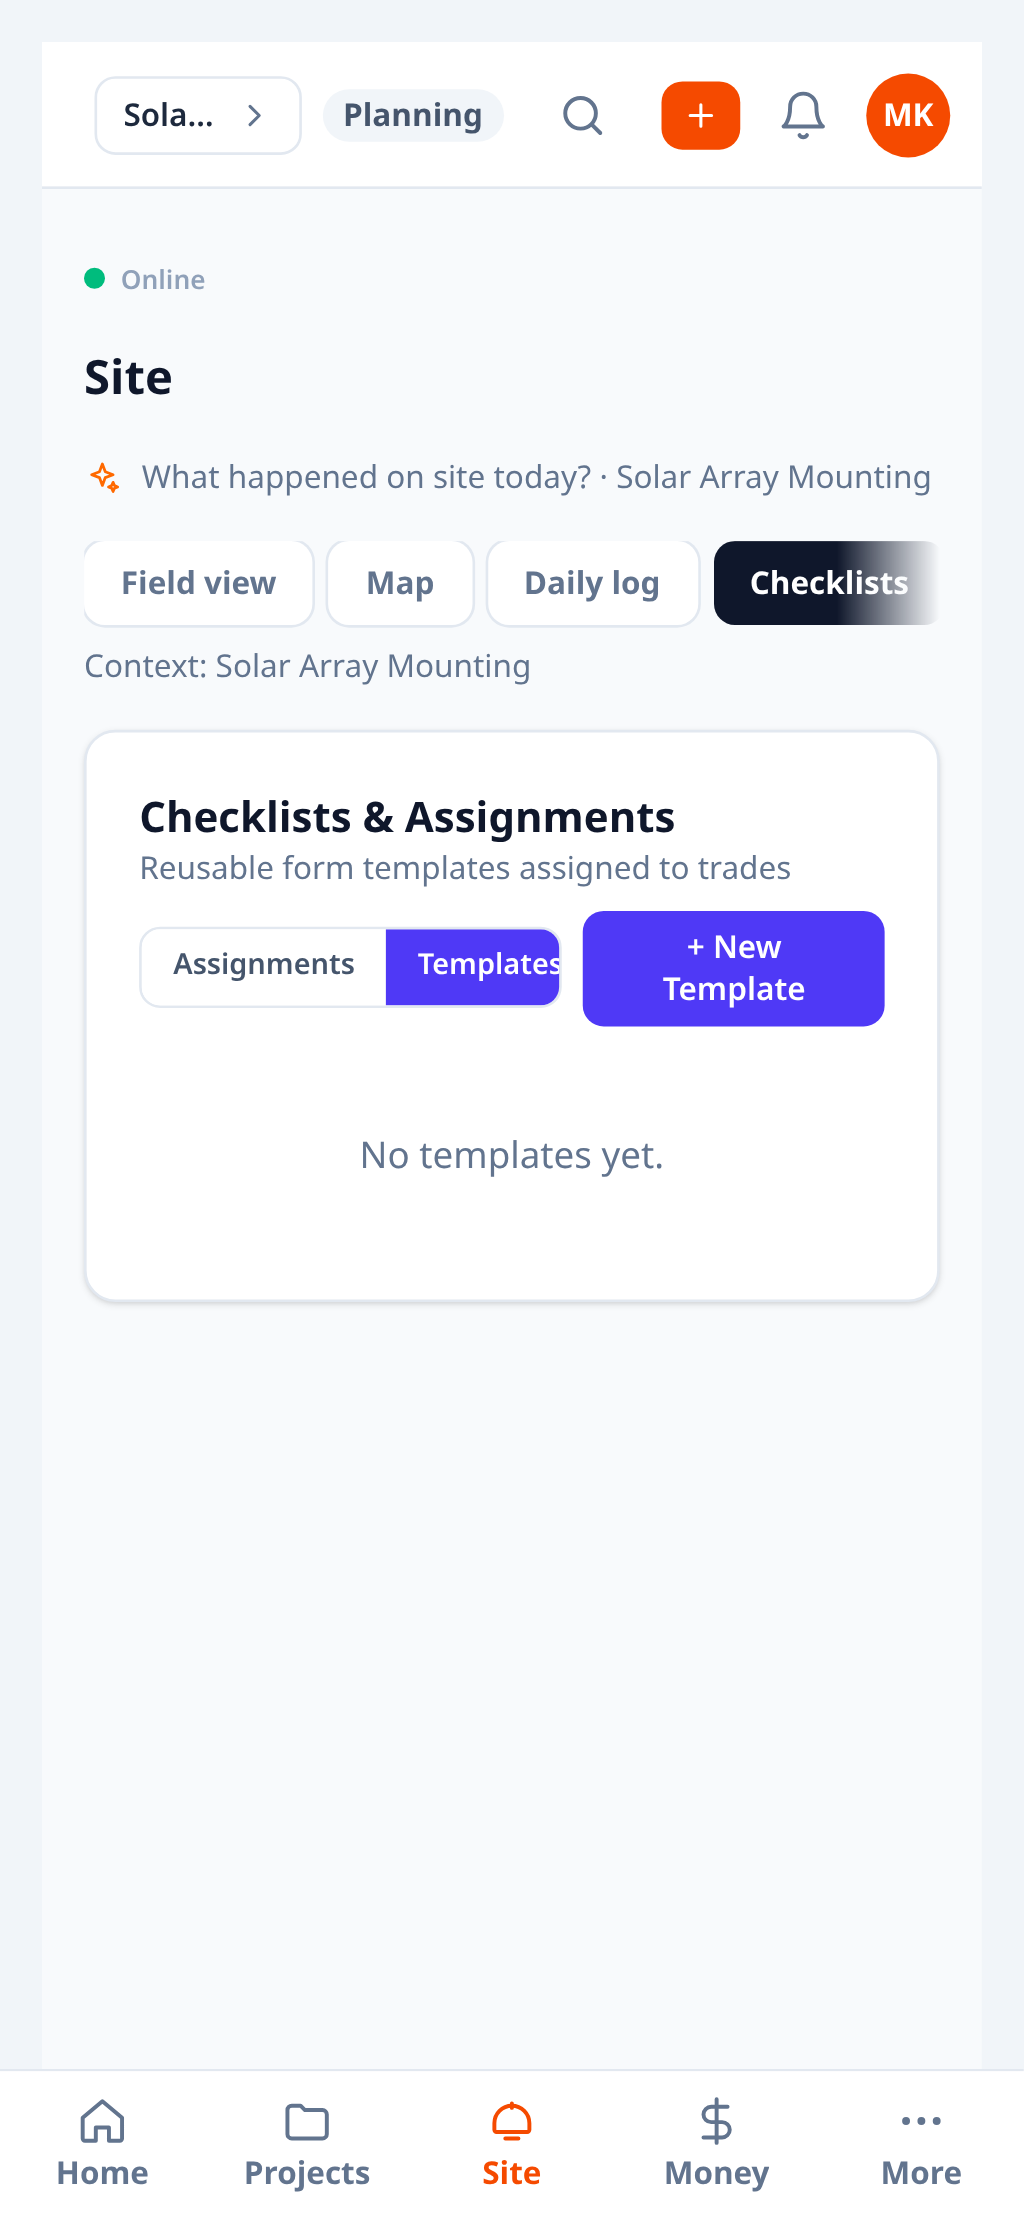 Sola...
Planning
MK
Online
Site
What happened on site today? · Solar Array Mounting
Field view
Map
Daily log
Checklists
Context: Solar Array Mounting
Checklists & Assignments
Reusable form templates assigned to trades
Assignments
Templates
+ New
Template
No templates yet.
Home
Projects
Site
Money
More